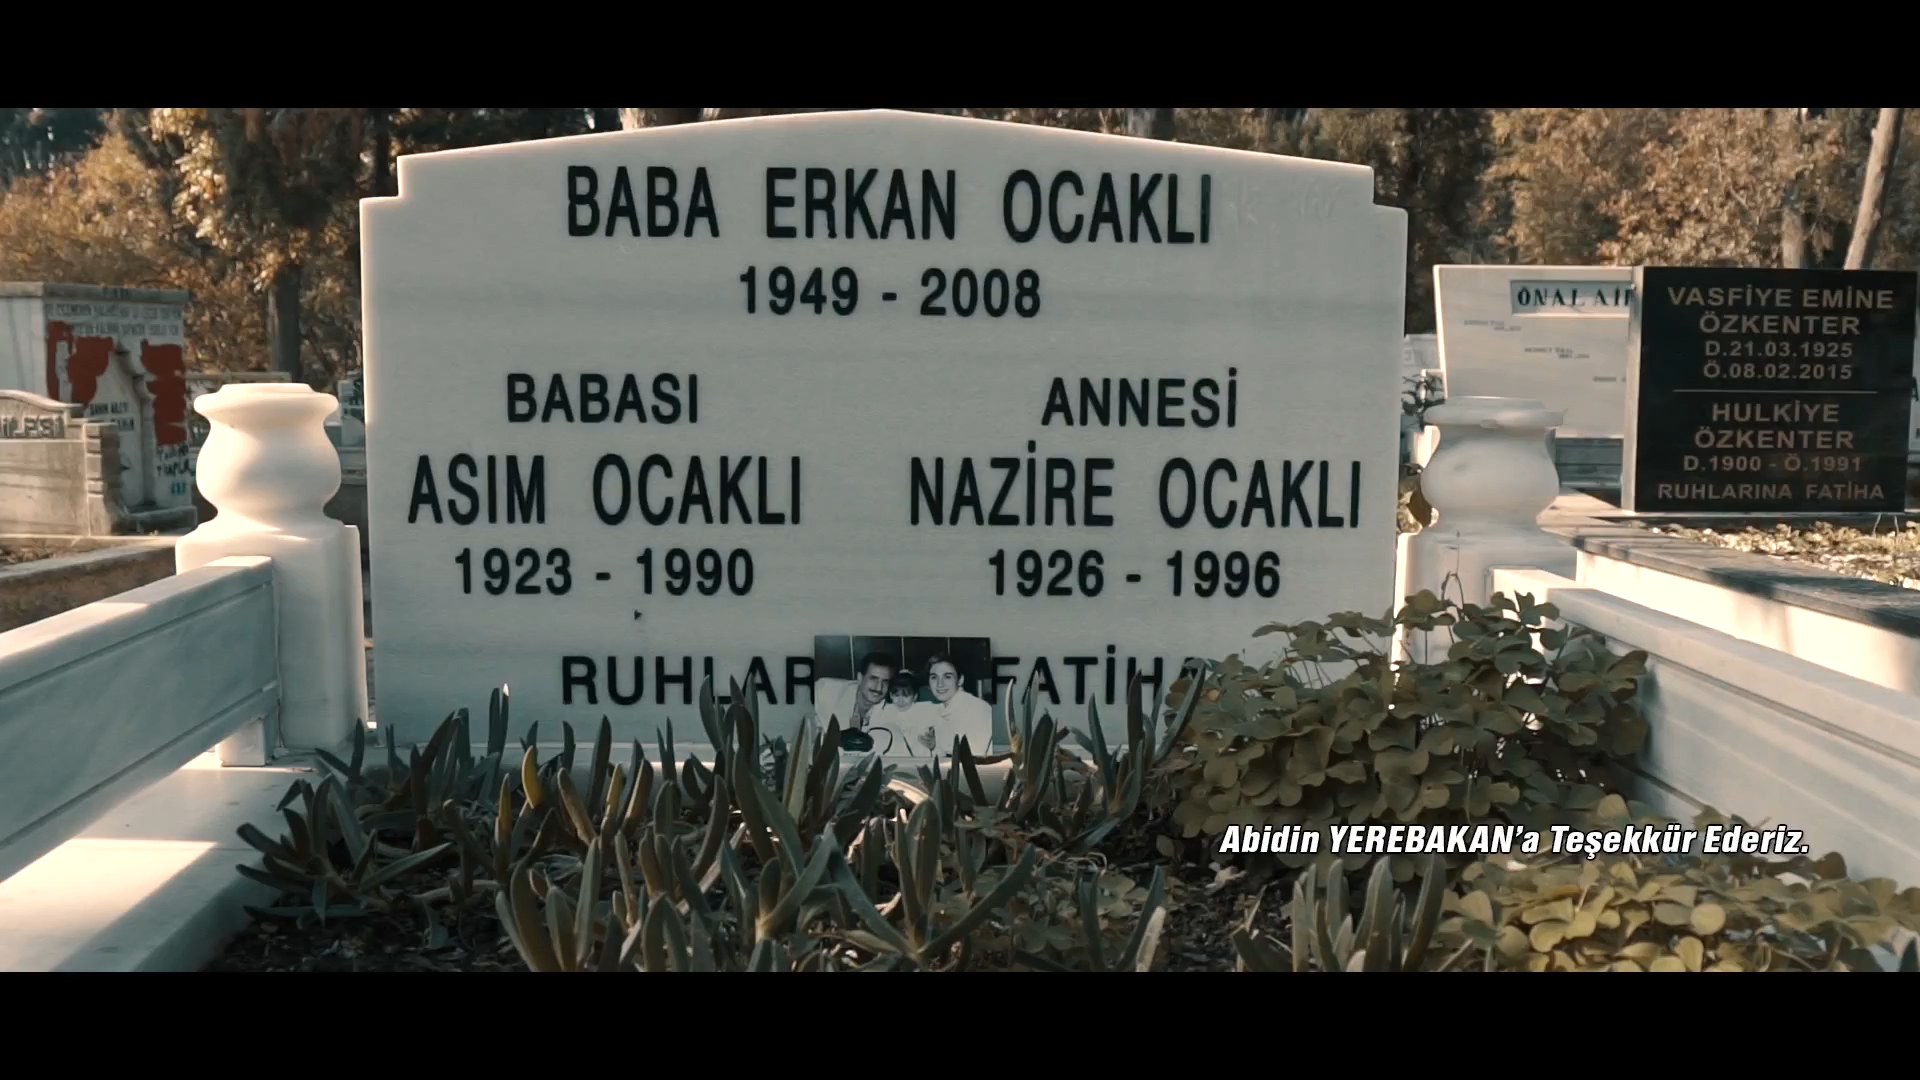 BABA ERKAN OCAKLI
1949 - 2008
BABASI
ASIM OCAKLI
1923 - 1990
ANNESİ
NAZİRE OCAKLI
1926 - 1996
RUHLAR FATİHA
ÖNAL
VASFİYE EMİNE
ÖZKENTER
D.21.03.1925
Ö.08.02.2015
HULKİYE
ÖZKENTER
D.1900 - Ö.1991
RUHLARINA FATİHA
Abidin YEREBAKAN'a Teşekkür Ederiz.